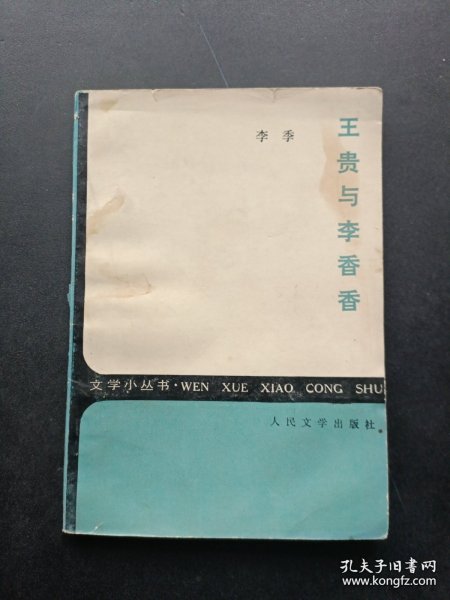 王贵与李香香
李季
文学小丛书·WEN XUE XIAO CONG SHU
人民文学出版社
孔夫子旧书网
www.kongfz.com